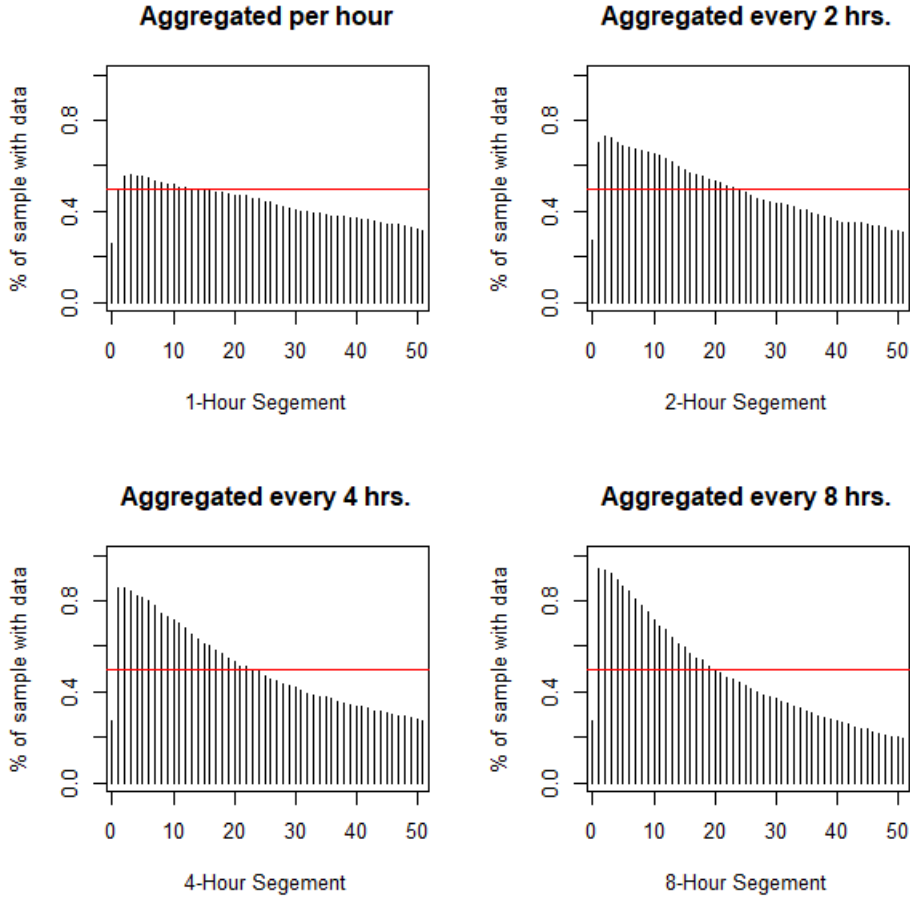 Aggregated per hour
% of sample with data
0.0 0.4 0.8
0 10 20 30 40 50
1-Hour Segement
Aggregated every 2 hrs.
% of sample with data
0.0 0.4 0.8
0 10 20 30 40 50
2-Hour Segement
Aggregated every 4 hrs.
% of sample with data
0.0 0.4 0.8
0 10 20 30 40 50
4-Hour Segement
Aggregated every 8 hrs.
% of sample with data
0.0 0.4 0.8
0 10 20 30 40 50
8-Hour Segement